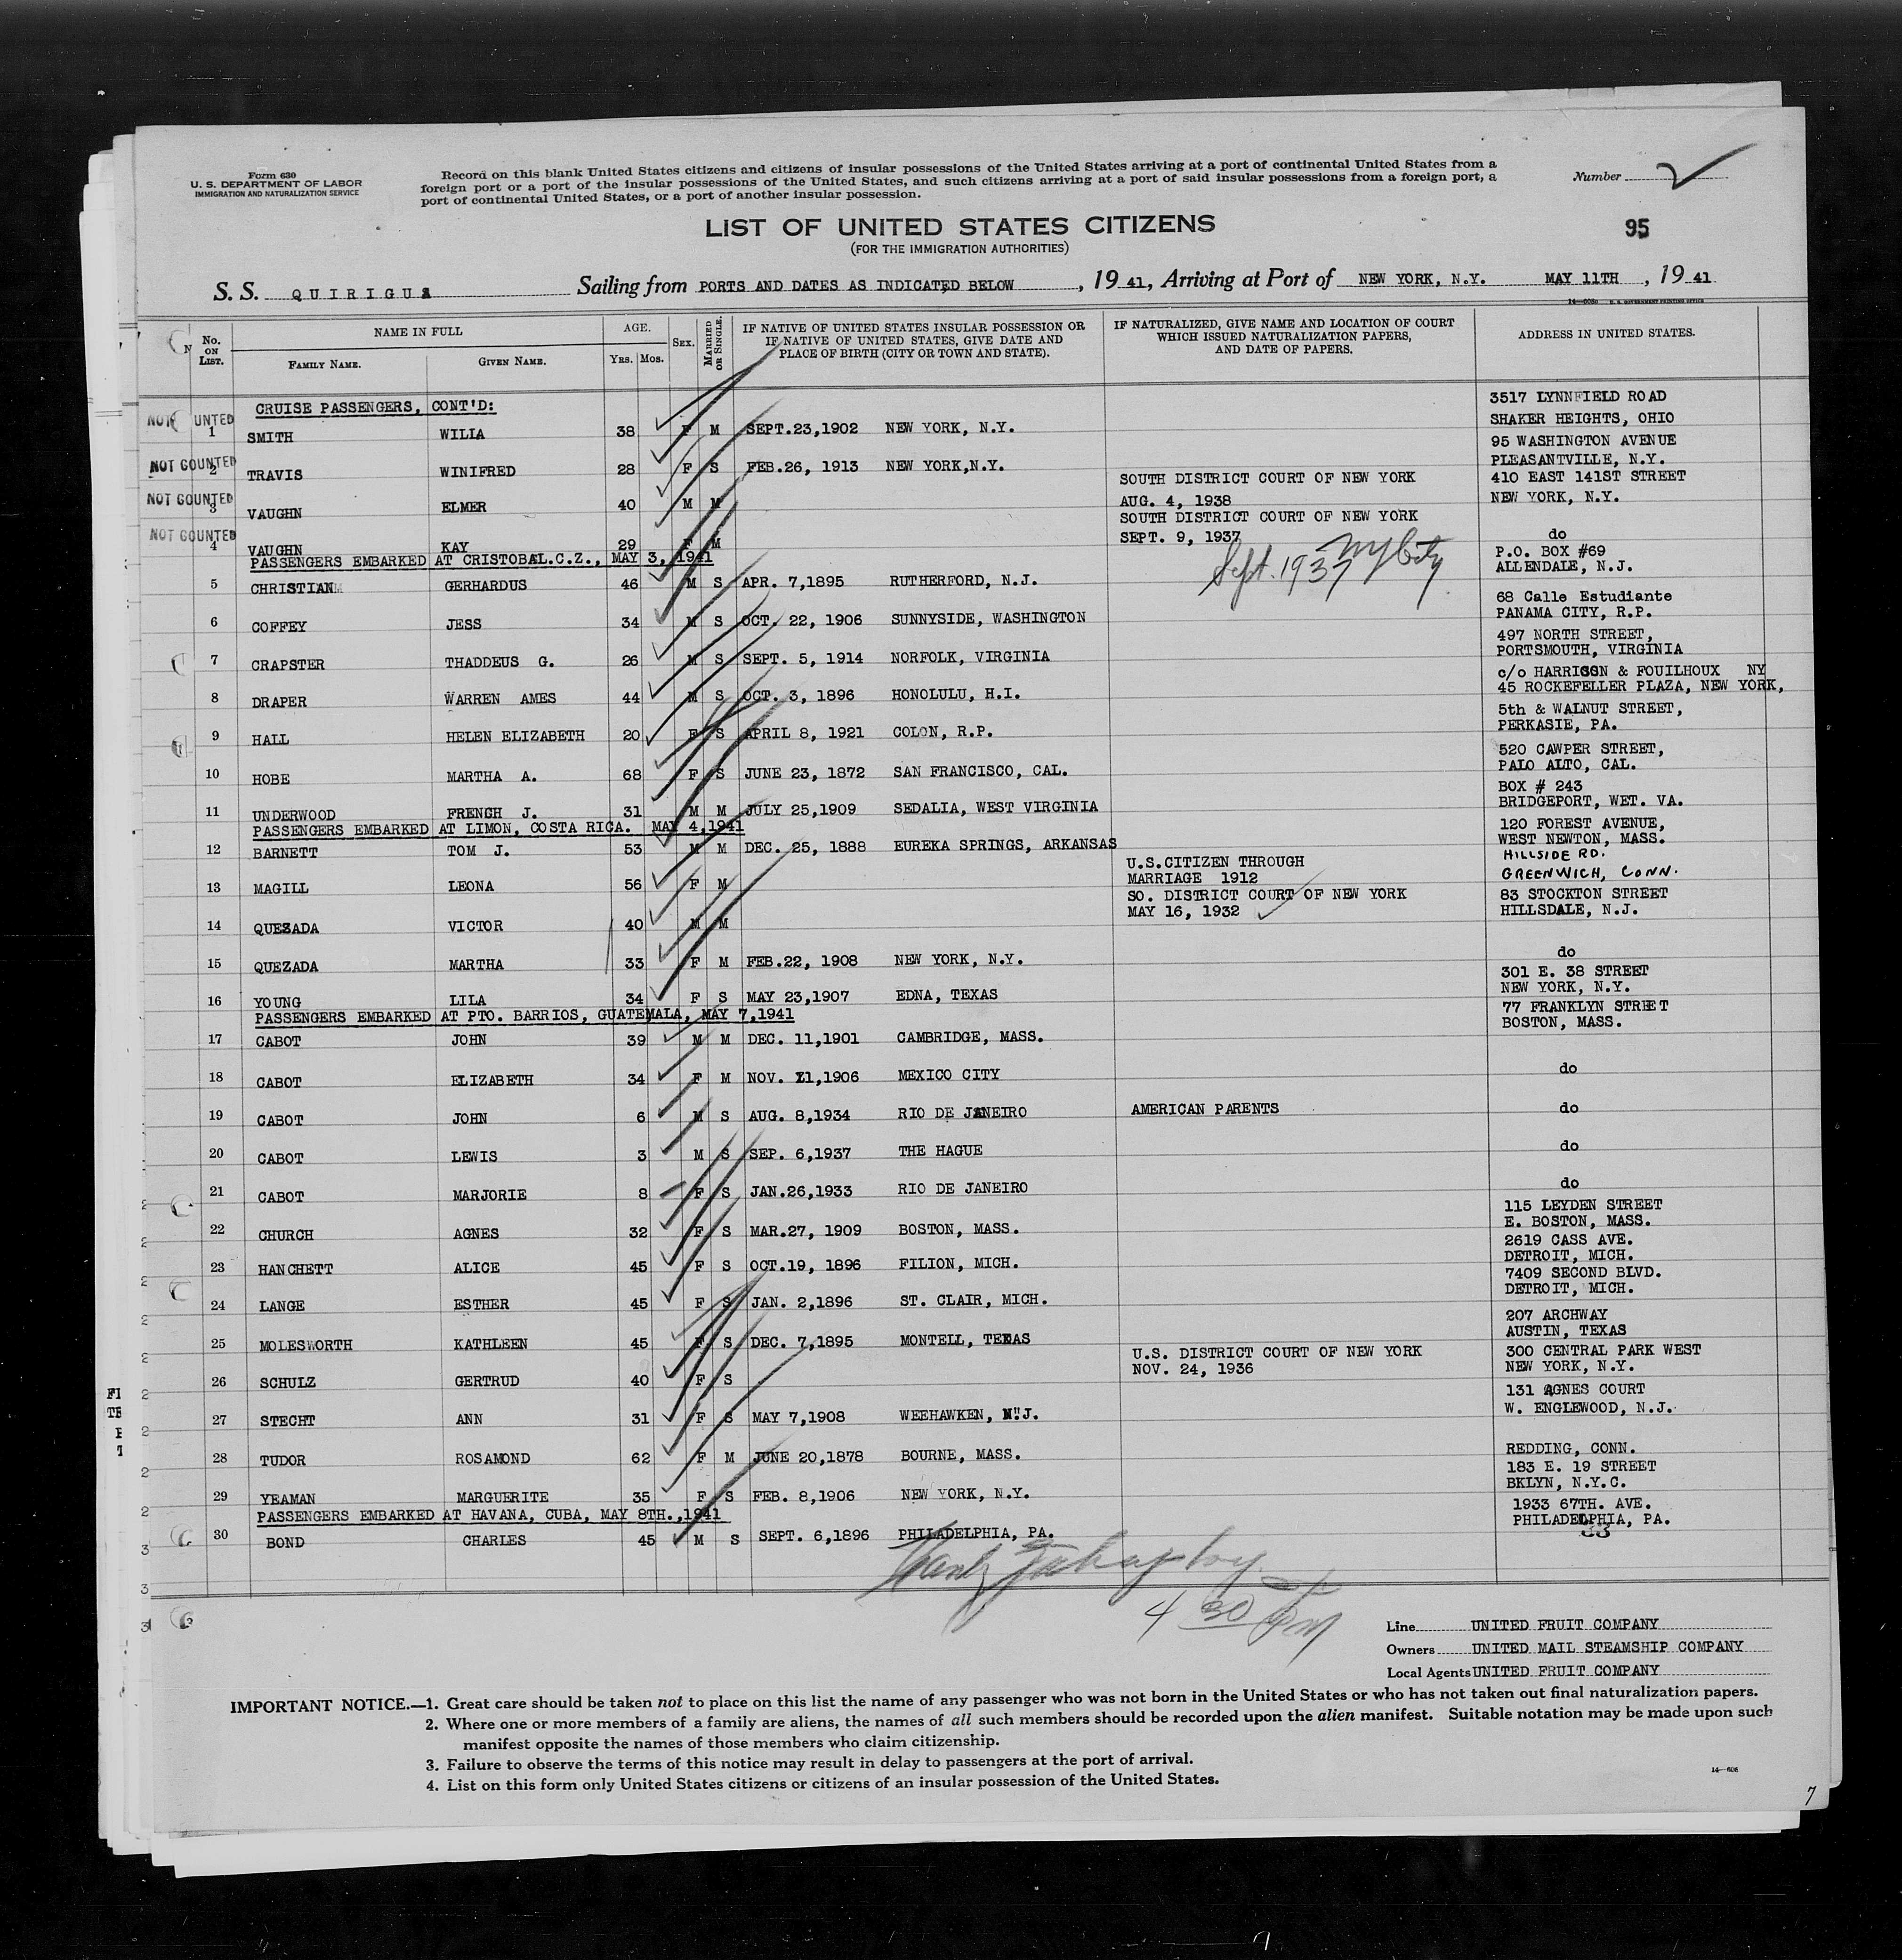 Form 630
U. S. DEPARTMENT OF LABOR
IMMIGRATION AND NATURALIZATION SERVICE
Record on this blank United States citizens and citizens of insular possessions of the United States arriving at a port of continental United States from a
foreign port or a port of the insular possessions of the United States, and such citizens arriving at a port of said insular possessions from a foreign port, a
port of continental United States, or a port of another insular possession.
Number 2
LIST OF UNITED STATES CITIZENS
(FOR THE IMMIGRATION AUTHORITIES)
95
S. S. QUIRIGUA Sailing from PORTS AND DATES AS INDICATED BELOW, 1941, Arriving at Port of NEW YORK, N.Y. MAY 11TH, 1941
No. ON LIST. NAME IN FULL FAMILY NAME. GIVEN NAME. AGE. YRS. MOS. SEX. MARRIED OR SINGLE. IF NATIVE OF UNITED STATES INSULAR POSSESSION OR IF NATIVE OF UNITED STATES, GIVE DATE AND PLACE OF BIRTH (CITY OR TOWN AND STATE). IF NATURALIZED, GIVE NAME AND LOCATION OF COURT WHICH ISSUED NATURALIZATION PAPERS, AND DATE OF PAPERS. ADDRESS IN UNITED STATES.
CRUISE PASSENGERS, CONT'D:
NOT COUNTED 1 SMITH WILLA 38 F M SEPT.23,1902 NEW YORK, N.Y. 3517 LYNNFIELD ROAD SHAKER HEIGHTS, OHIO
NOT COUNTED 2 TRAVIS WINIFRED 28 F S FEB.26, 1913 NEW YORK,N.Y. 95 WASHINGTON AVENUE PLEASANTVILLE, N.Y.
NOT COUNTED 3 VAUGHN ELMER 40 M M SOUTH DISTRICT COURT OF NEW YORK AUG. 4, 1938 410 EAST 141ST STREET NEW YORK, N.Y.
NOT COUNTED 4 VAUGHN KAY 29 F M SOUTH DISTRICT COURT OF NEW YORK SEPT. 9, 1937 do
Sept. 1937 NY City
PASSENGERS EMBARKED AT CRISTOBAL.C.Z., MAY 3, 1941
5 CHRISTIAN GERHARDUS 46 M S APR. 7,1895 RUTHERFORD, N.J. P.O. BOX #69 ALLENDALE, N.J.
6 COFFEY JESS 34 M S OCT. 22, 1906 SUNNYSIDE, WASHINGTON 68 Calle Estudiante PANAMA CITY, R.P.
7 CRAPSTER THADDEUS G. 26 M S SEPT. 5, 1914 NORFOLK, VIRGINIA 497 NORTH STREET, PORTSMOUTH, VIRGINIA
8 DRAPER WARREN AMES 44 M S OCT. 3, 1896 HONOLULU, H.I. c/o HARRISON & FOUILHOUX NY 45 ROCKEFELLER PLAZA, NEW YORK,
9 HALL HELEN ELIZABETH 20 F S APRIL 8, 1921 COLON, R.P. 5th & WALNUT STREET, PERKASIE, PA.
10 HOBE MARTHA A. 68 F S JUNE 23, 1872 SAN FRANCISCO, CAL. 520 CAWPER STREET, PALO ALTO, CAL.
11 UNDERWOOD FRENCH J. 31 M M JULY 25,1909 SEDALIA, WEST VIRGINIA BOX # 243 BRIDGEPORT, WET. VA.
PASSENGERS EMBARKED AT LIMON, COSTA RICA. MAY 4,1941
12 BARNETT TOM J. 53 M M DEC. 25, 1888 EUREKA SPRINGS, ARKANSAS 120 FOREST AVENUE, WEST NEWTON, MASS.
13 MAGILL LEONA 56 F M U.S.CITIZEN THROUGH MARRIAGE 1912 HILLSIDE RD. GREENWICH, CONN.
14 QUEZADA VICTOR 40 M M SO. DISTRICT COURT OF NEW YORK MAY 16, 1932 83 STOCKTON STREET HILLSDALE, N.J.
15 QUEZADA MARTHA 33 F M FEB.22, 1908 NEW YORK, N.Y. do
16 YOUNG LILA 34 F S MAY 23,1907 EDNA, TEXAS 301 E. 38 STREET NEW YORK, N.Y.
PASSENGERS EMBARKED AT PTO. BARRIOS, GUATEMALA, MAY 7,1941
17 CABOT JOHN 39 M M DEC. 11,1901 CAMBRIDGE, MASS. 77 FRANKLYN STREET BOSTON, MASS.
18 CABOT ELIZABETH 34 F M NOV. 21,1906 MEXICO CITY do
19 CABOT JOHN 6 M S AUG. 8,1934 RIO DE JANEIRO AMERICAN PARENTS do
20 CABOT LEWIS 3 M S SEP. 6,1937 THE HAGUE do
21 CABOT MARJORIE 8 F S JAN.26,1933 RIO DE JANEIRO do
22 CHURCH AGNES 32 F S MAR.27, 1909 BOSTON, MASS. 115 LEYDEN STREET E. BOSTON, MASS.
23 HANCHETT ALICE 45 F S OCT.19, 1896 FILION, MICH. 2619 CASS AVE. DETROIT, MICH.
24 LANGE ESTHER 45 F S JAN. 2,1896 ST. CLAIR, MICH. 7409 SECOND BLVD. DETROIT, MICH.
25 MOLESWORTH KATHLEEN 45 F S DEC. 7,1895 MONTELL, TEXAS 207 ARCHWAY AUSTIN, TEXAS
26 SCHULZ GERTRUD 40 F S U.S. DISTRICT COURT OF NEW YORK NOV. 24, 1936 300 CENTRAL PARK WEST NEW YORK, N.Y.
27 STECHT ANN 31 F S MAY 7,1908 WEEHAWKEN, N.J. 131 AGNES COURT W. ENGLEWOOD, N.J.
28 TUDOR ROSAMOND 62 F M JUNE 20,1878 BOURNE, MASS. REDDING, CONN.
29 YEAMAN MARGUERITE 35 F S FEB. 8,1906 NEW YORK, N.Y. 183 E. 19 STREET BKLYN, N.Y.C.
PASSENGERS EMBARKED AT HAVANA, CUBA, MAY 8TH.,1941
30 BOND CHARLES 45 M S SEPT. 6,1896 PHILADELPHIA, PA. 1933 67TH. AVE. PHILADELPHIA, PA.
33
4 30 PM
Line UNITED FRUIT COMPANY
Owners UNITED MAIL STEAMSHIP COMPANY
Local Agents UNITED FRUIT COMPANY
IMPORTANT NOTICE.—1. Great care should be taken not to place on this list the name of any passenger who was not born in the United States or who has not taken out final naturalization papers.
2. Where one or more members of a family are aliens, the names of all such members should be recorded upon the alien manifest. Suitable notation may be made upon such
manifest opposite the names of those members who claim citizenship.
3. Failure to observe the terms of this notice may result in delay to passengers at the port of arrival.
4. List on this form only United States citizens or citizens of an insular possession of the United States.
14—608
7